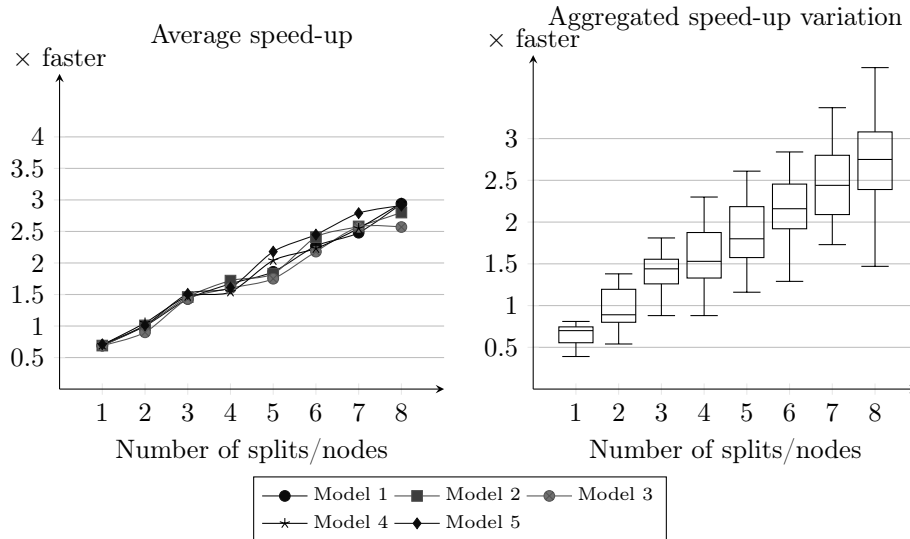 Average speed-up
× faster
4
3.5
3
2.5
2
1.5
1
0.5
1 2 3 4 5 6 7 8
Number of splits/nodes
Aggregated speed-up variation
× faster
3
2.5
2
1.5
1
0.5
1 2 3 4 5 6 7 8
Number of splits/nodes
Model 1 Model 2 Model 3
Model 4 Model 5